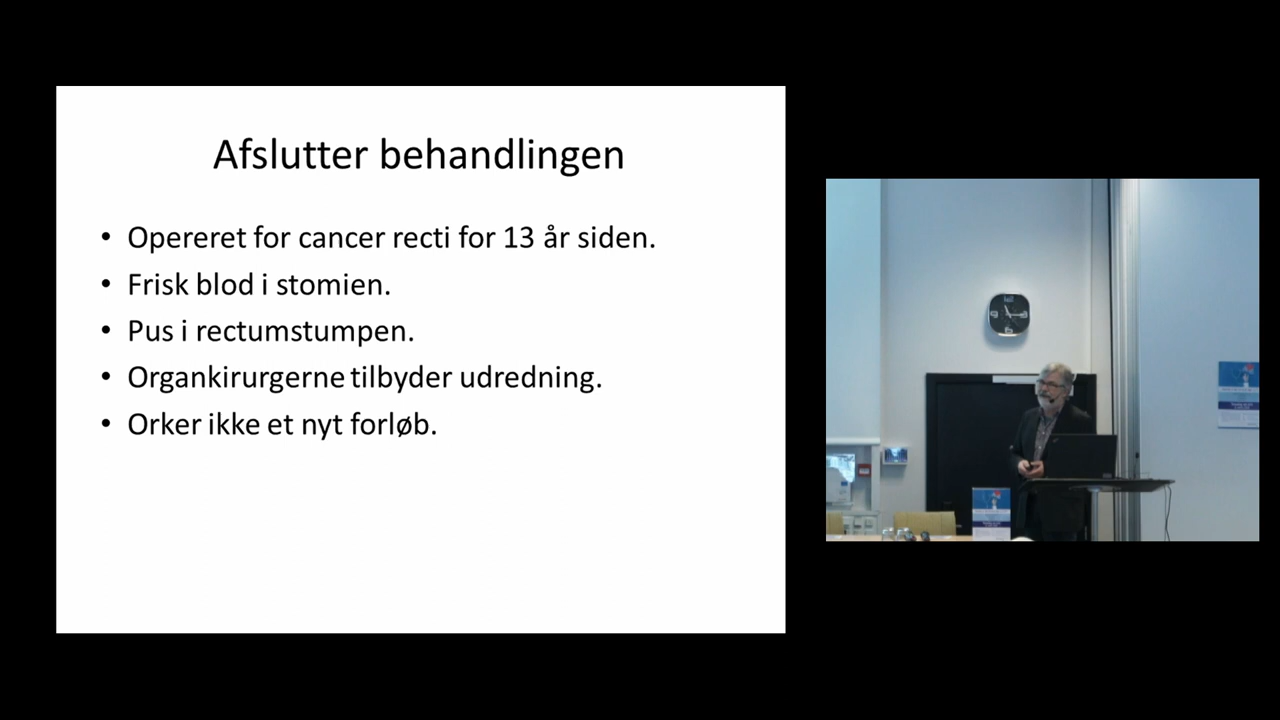 Afslutter behandlingen
• Opereret for cancer recti for 13 år siden.
• Frisk blod i stomien.
• Pus i rectumstumpen.
• Organkirurgerne tilbyder udredning.
• Orker ikke et nyt forløb.